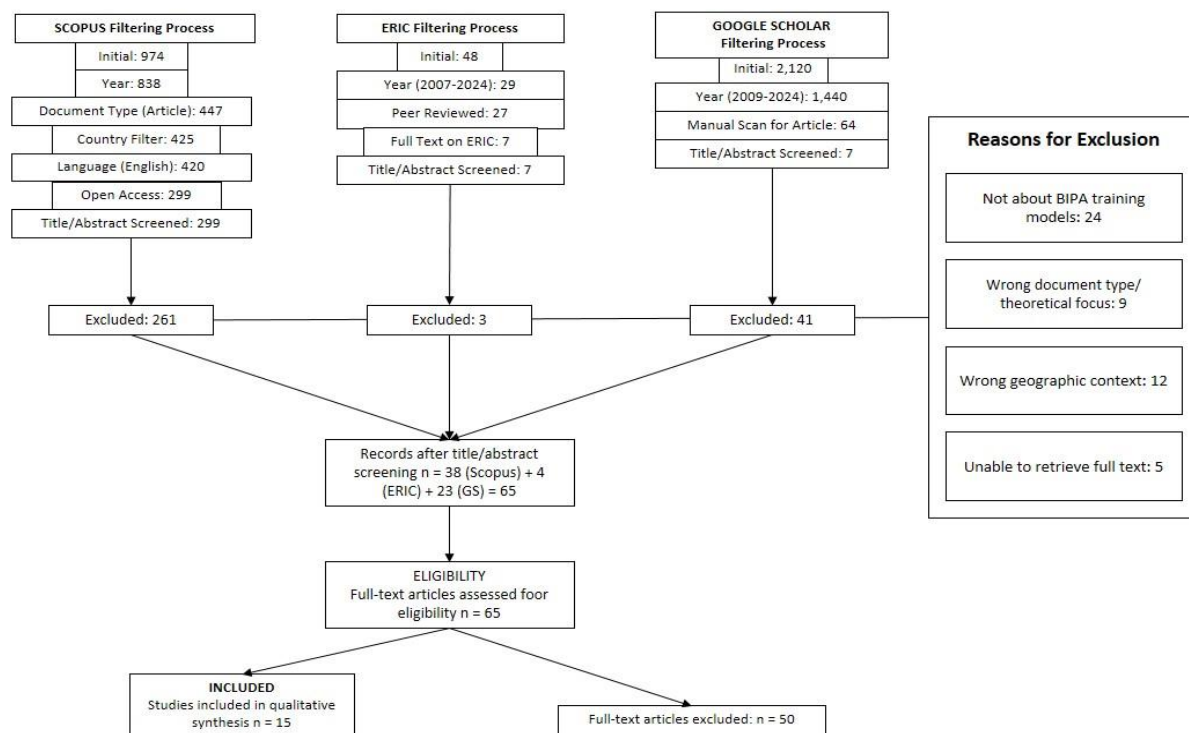 SCOPUS Filtering Process
Initial: 974
Year: 838
Document Type (Article): 447
Country Filter: 425
Language (English): 420
Open Access: 299
Title/Abstract Screened: 299
Excluded: 261
ERIC Filtering Process
Initial: 48
Year (2007-2024): 29
Peer Reviewed: 27
Full Text on ERIC: 7
Title/Abstract Screened: 7
Excluded: 3
GOOGLE SCHOLAR
Filtering Process
Initial: 2,120
Year (2009-2024): 1,440
Manual Scan for Article: 64
Title/Abstract Screened: 7
Excluded: 41
Reasons for Exclusion
Not about BIPA training
models: 24
Wrong document type/
theoretical focus: 9
Wrong geographic context: 12
Unable to retrieve full text: 5
Records after title/abstract
screening n = 38 (Scopus) + 4
(ERIC) + 23 (GS) = 65
ELIGIBILITY
Full-text articles assessed foor
eligibility n = 65
INCLUDED
Studies included in qualitative
synthesis n = 15
Full-text articles excluded: n = 50